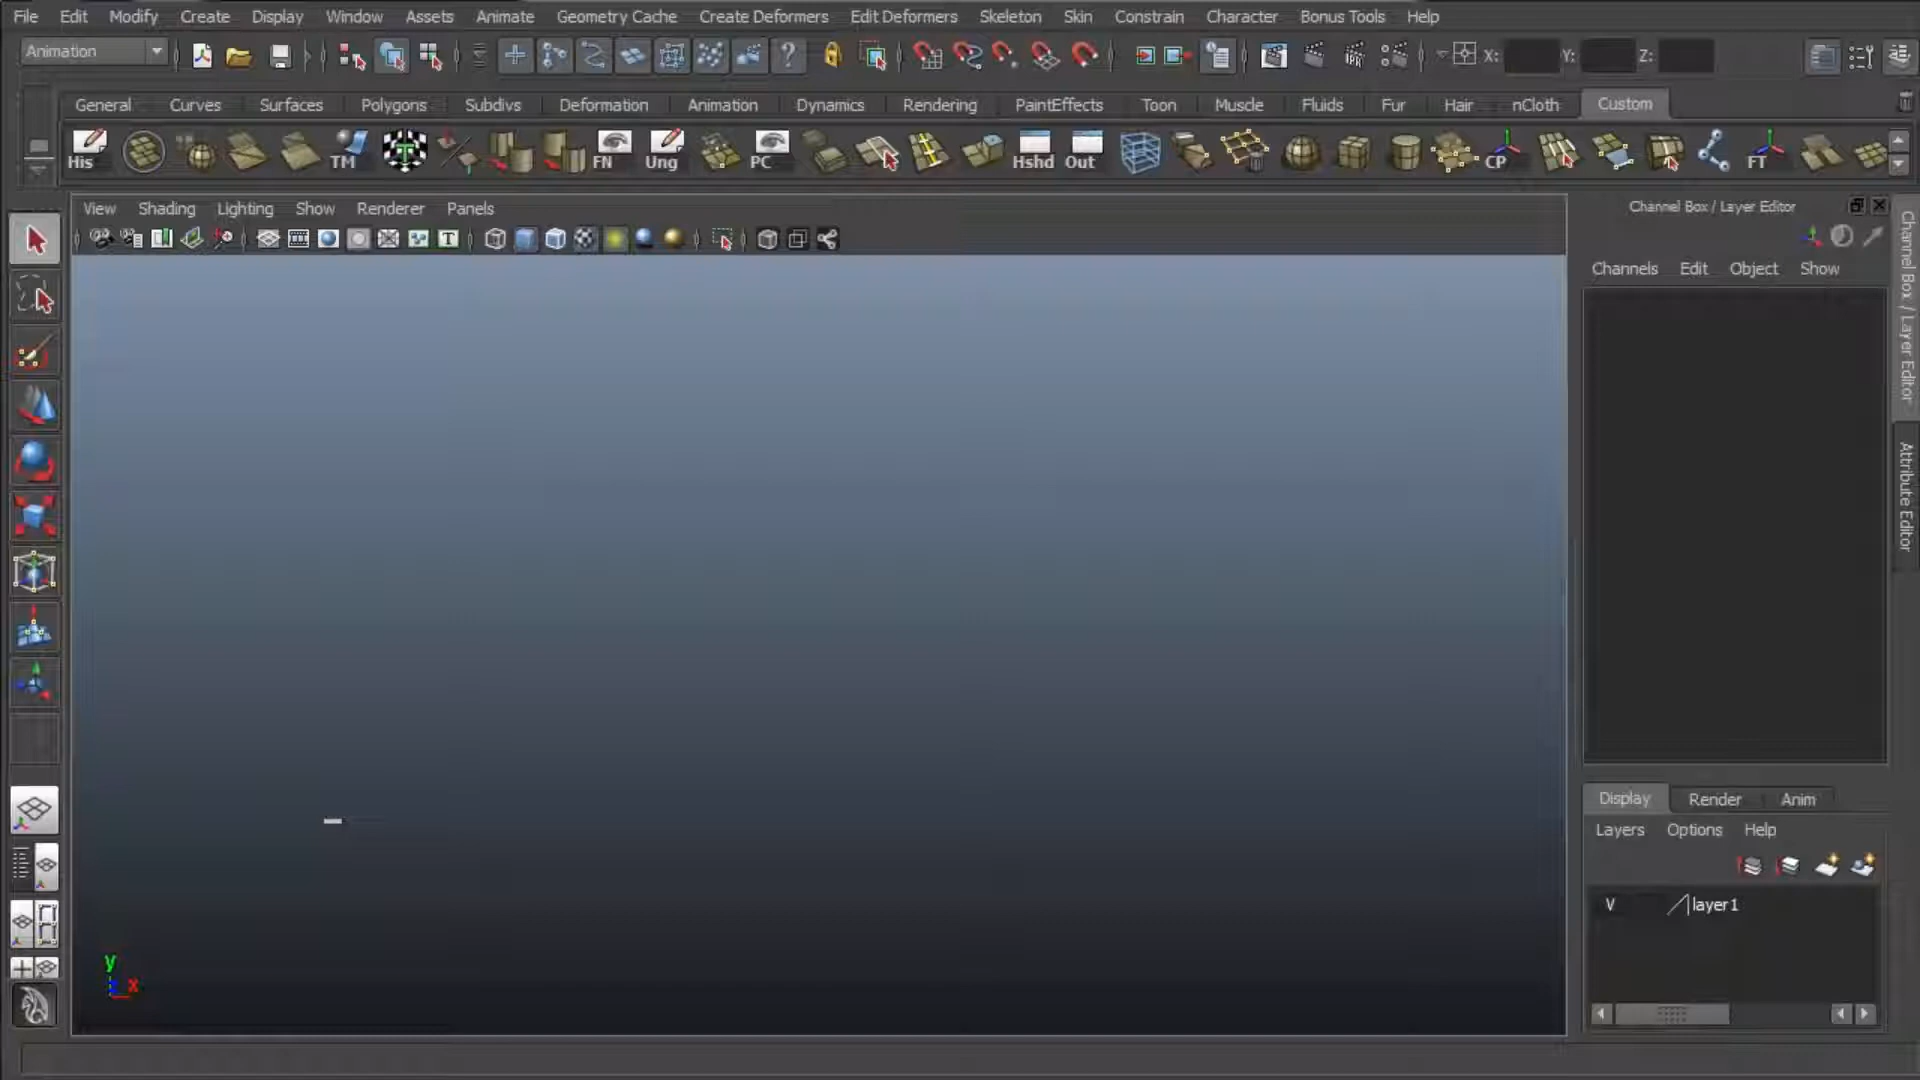 File Edit Modify Create Display Window Assets Animate Geometry Cache Create Deformers Edit Deformers Skeleton Skin Constrain Character Bonus Tools Help
Animation IPR X: Y: Z:
General Curves Surfaces Polygons Subdivs Deformation Animation Dynamics Rendering PaintEffects Toon Muscle Fluids Fur Hair nCloth Custom
His TM FN Ung PC Hshd Out CP FT
View Shading Lighting Show Renderer Panels
Channel Box / Layer Editor
Channels Edit Object Show
Channel Box / Layer Editor
Attribute Editor
Display Render Anim
Layers Options Help
V layer1
y
x